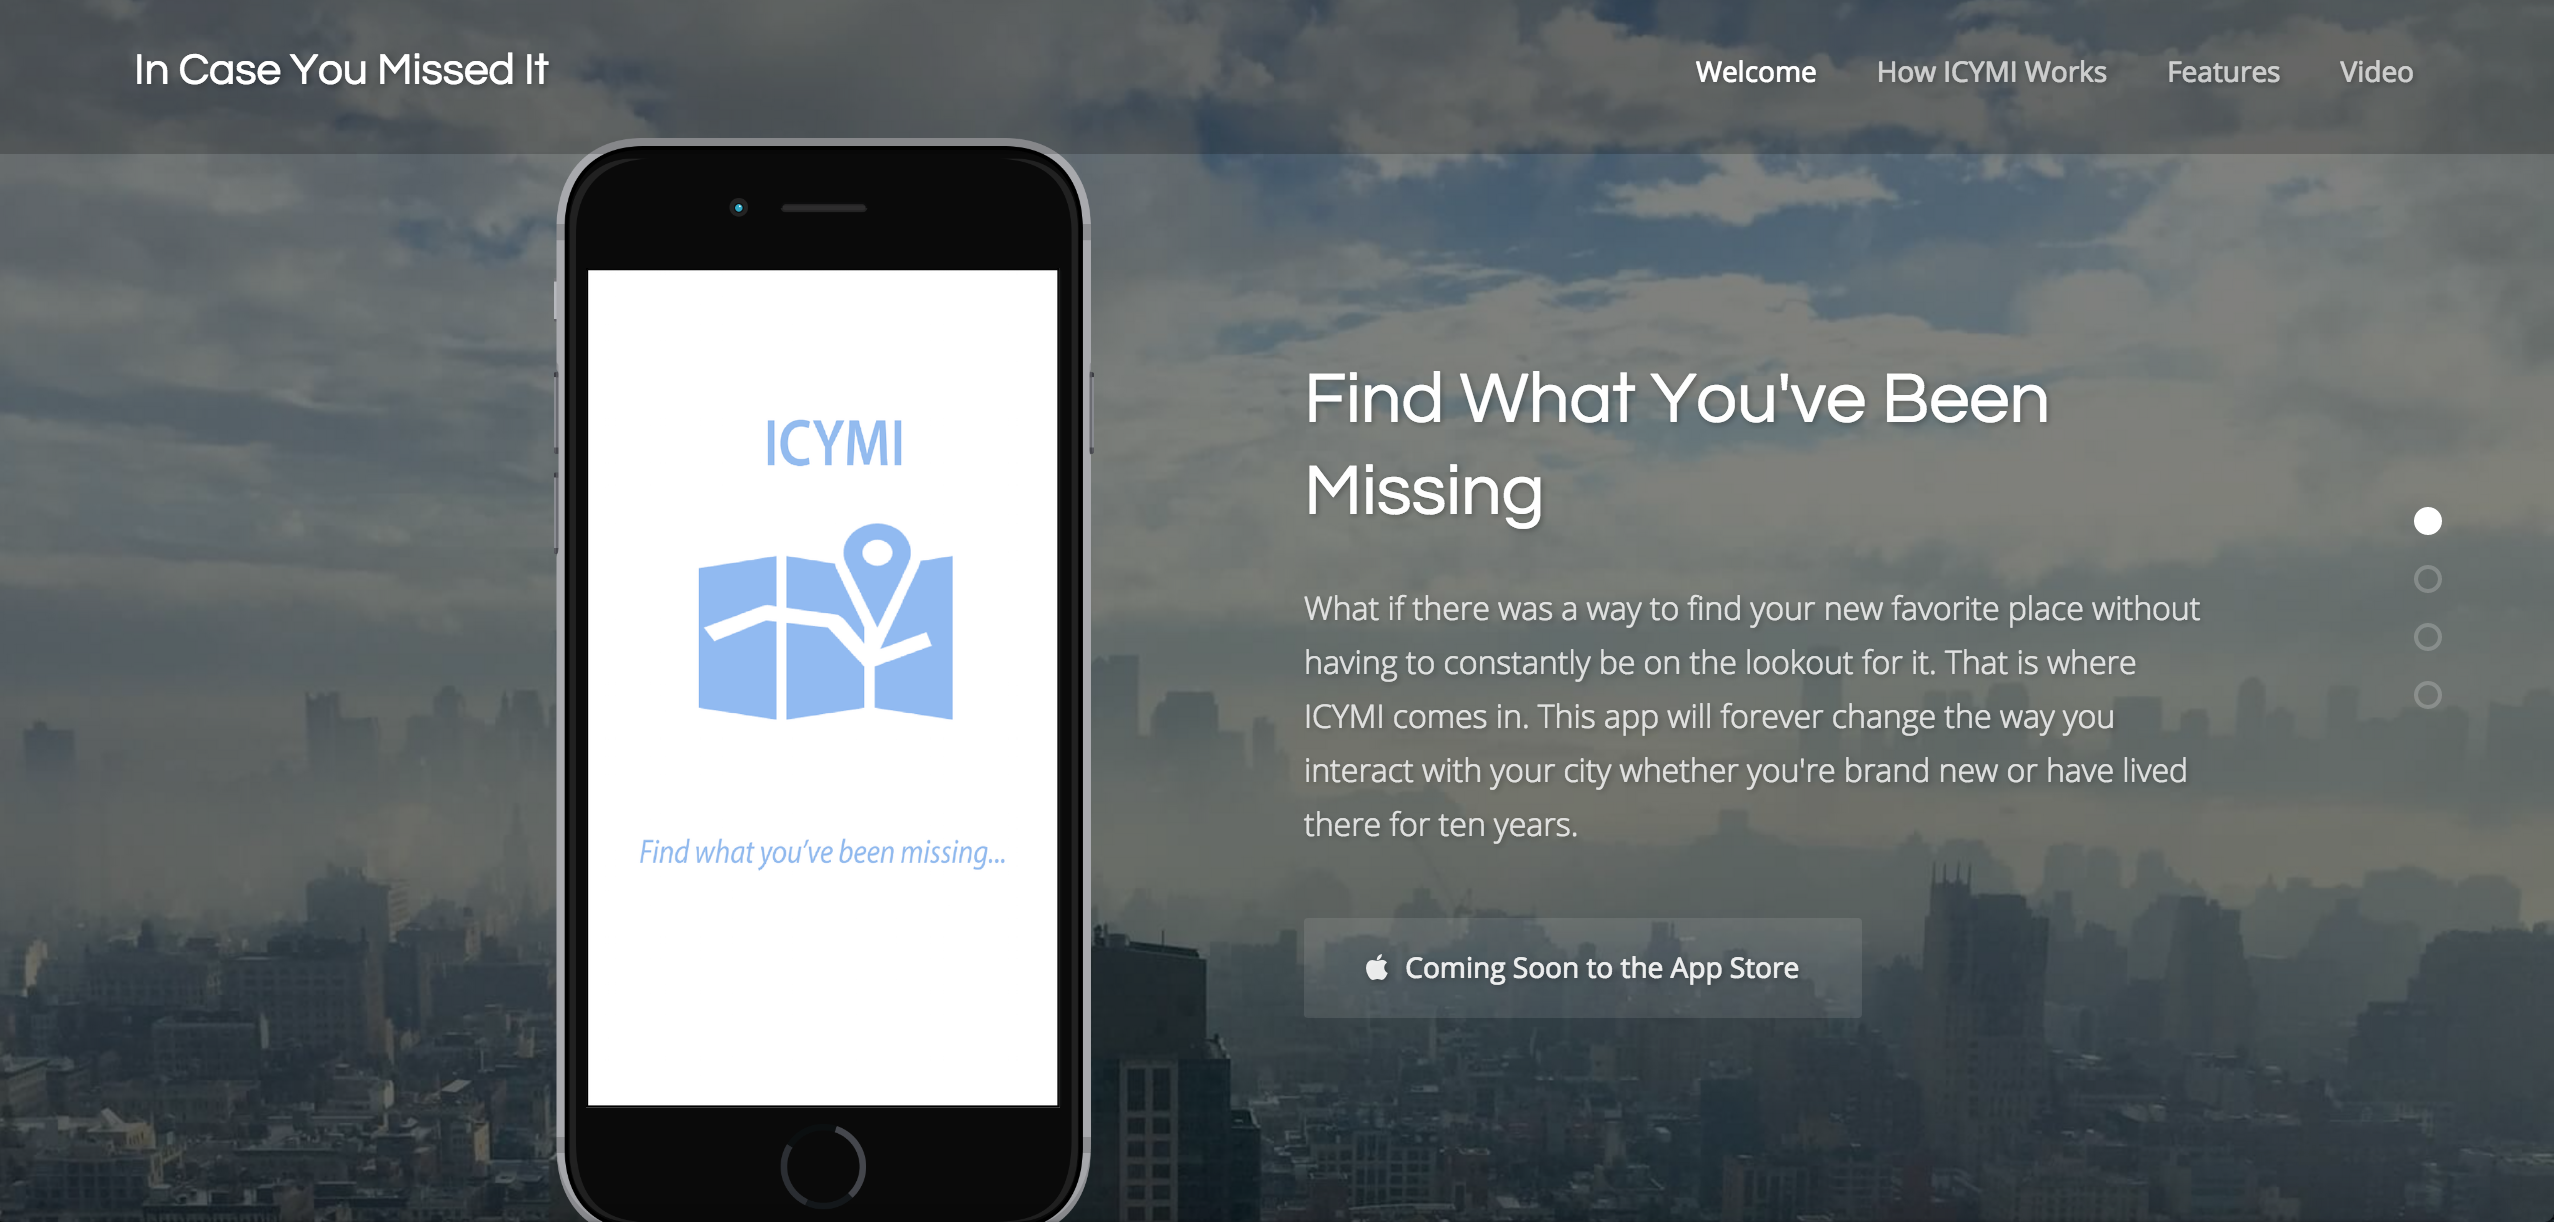 In Case You Missed It
Welcome
How ICYMI Works
Features
Video
ICYMI
Find what you’ve been missing...
Find What You've Been
Missing
What if there was a way to find your new favorite place without
having to constantly be on the lookout for it. That is where
ICYMI comes in. This app will forever change the way you
interact with your city whether you're brand new or have lived
there for ten years.
Coming Soon to the App Store